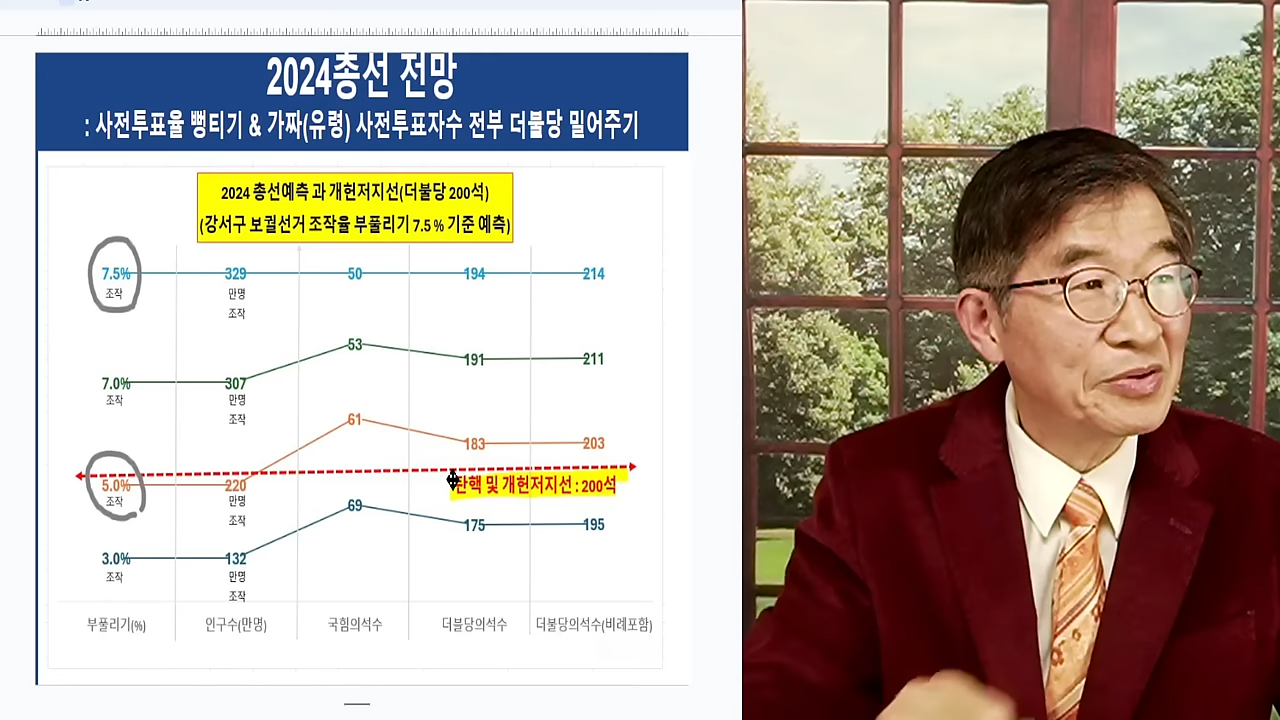 2024총선 전망
: 사전투표율 뻥티기 & 가짜(유령) 사전투표자수 전부 더불당 밀어주기
2024 총선예측 과 개헌저지선(더불당 200석)
(강서구 보궐선거 조작율 부풀리기 7.5 % 기준 예측)
7.5% 329 50 194 214
조작 만명
조작
53
191 211
7.0% 307
조작 만명
조작
61
183 203
5.0% 220 탄핵 및 개헌저지선 : 200석
조작 만명
조작
69
175 195
3.0% 132
조작 만명
조작
부풀리기(%) 인구수(만명) 국힘의석수 더불당의석수 더불당의석수(비례포함)